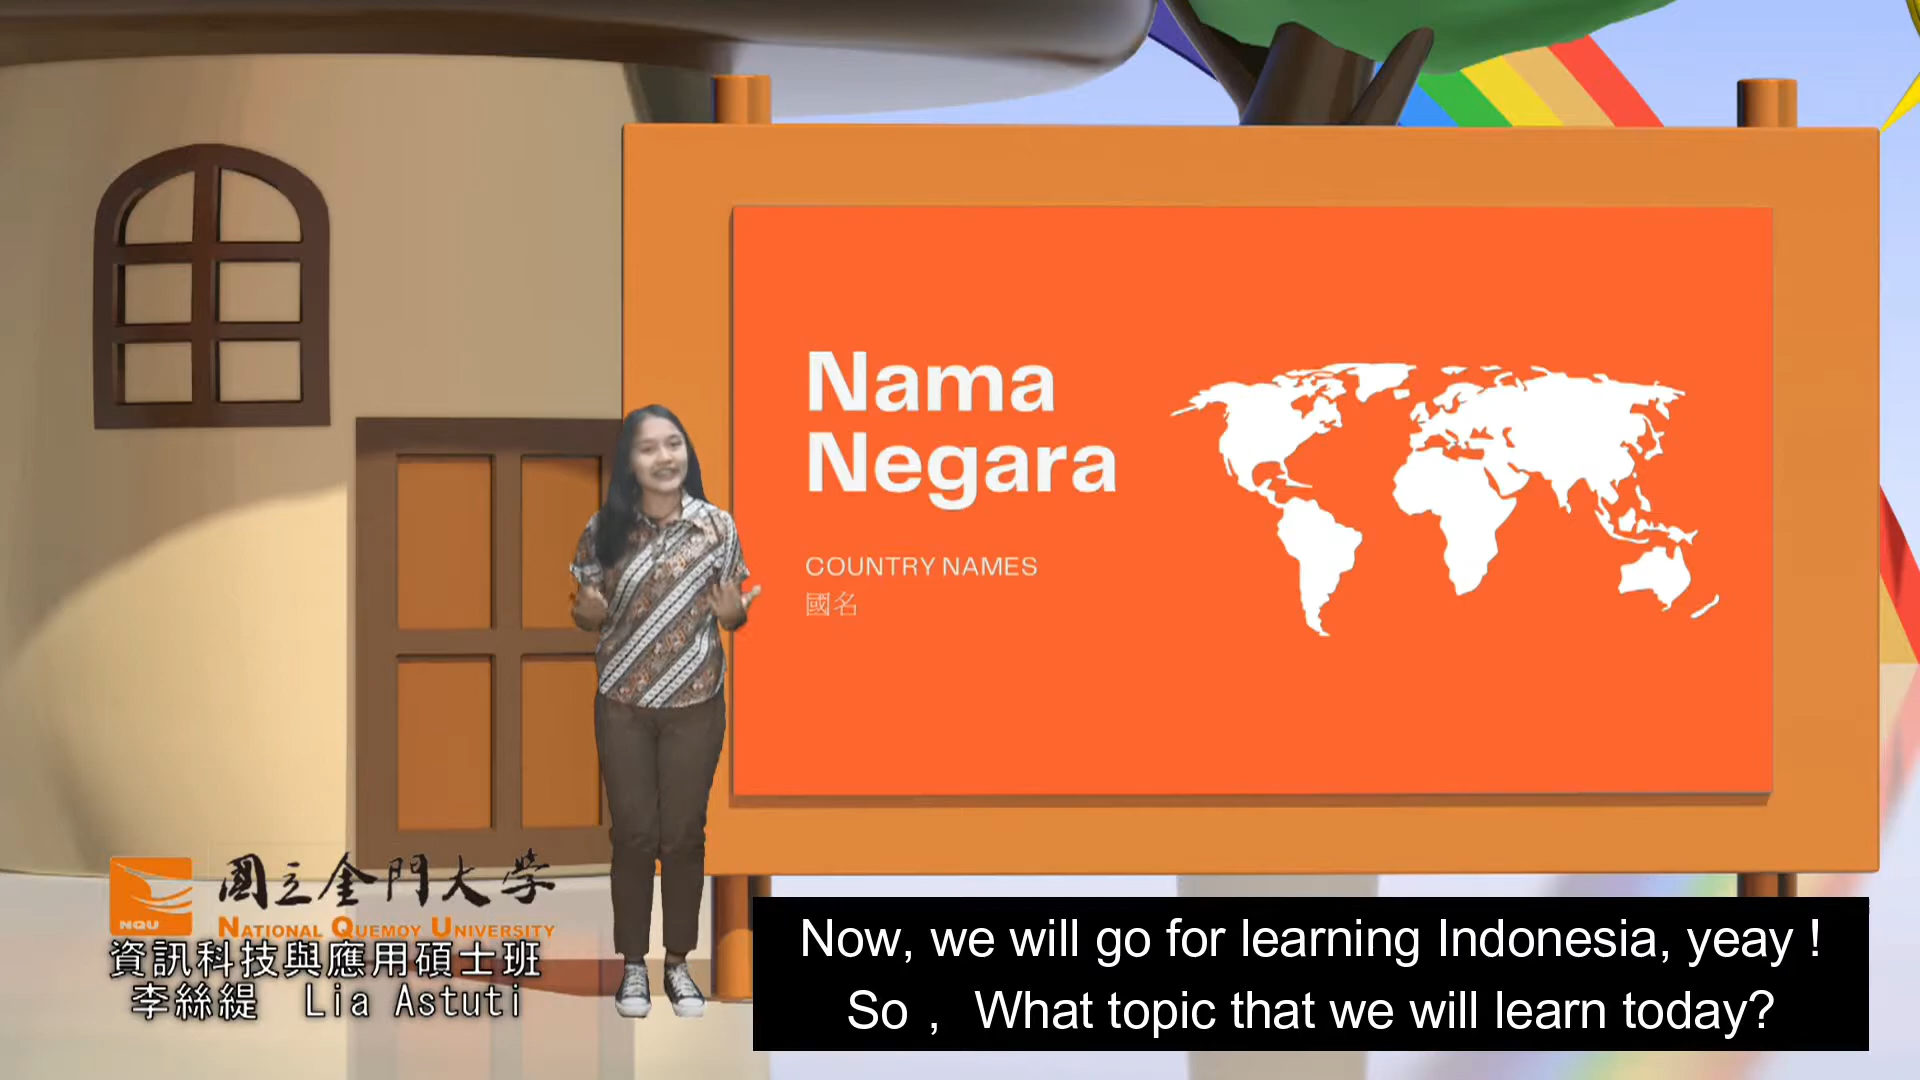 Nama
Negara
COUNTRY NAMES
國名
國立金門大學
NQU
NATIONAL QUEMOY UNIVERSITY
資訊科技與應用碩士班
李絲緹 Lia Astuti
Now, we will go for learning Indonesia, yeay !
So , What topic that we will learn today?